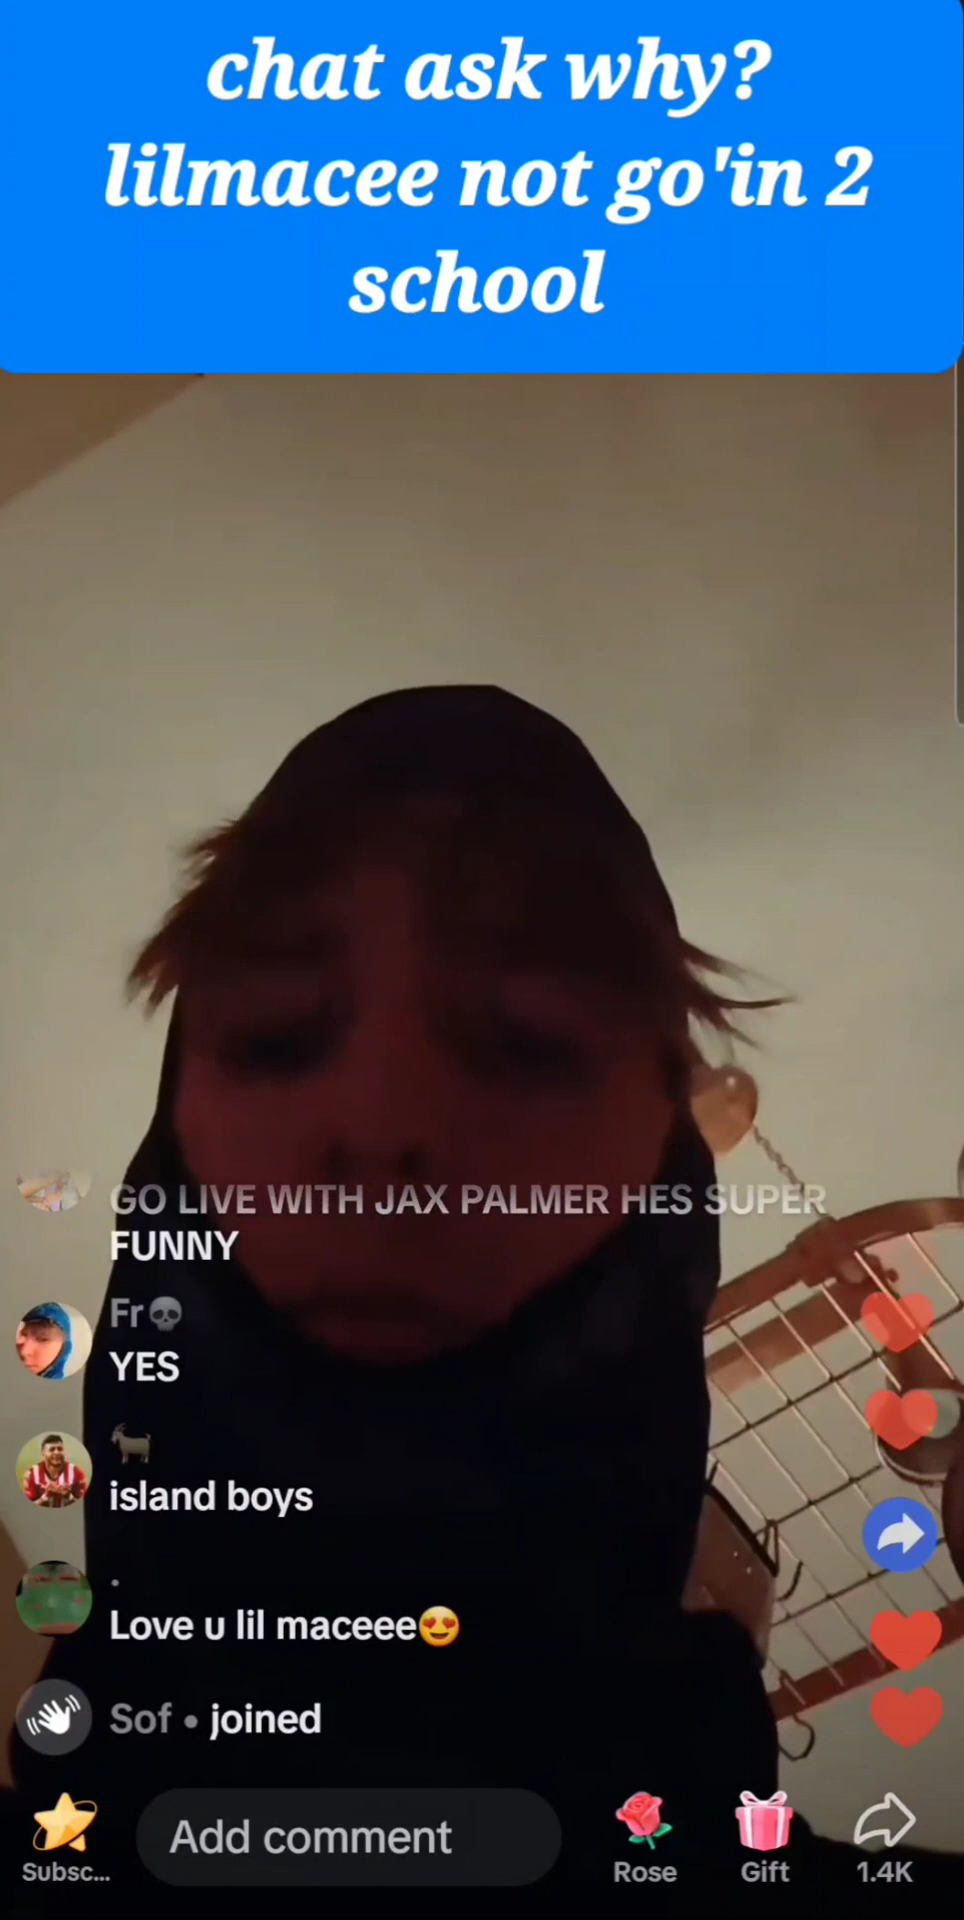 chat ask why?
lilmacee not go'in 2
school
GO LIVE WITH JAX PALMER HES SUPER
FUNNY
Fr💀
YES
🐐
island boys
.
Love u lil maceee😍
Sof • joined
Subsc...
Add comment
Rose
Gift
1.4K